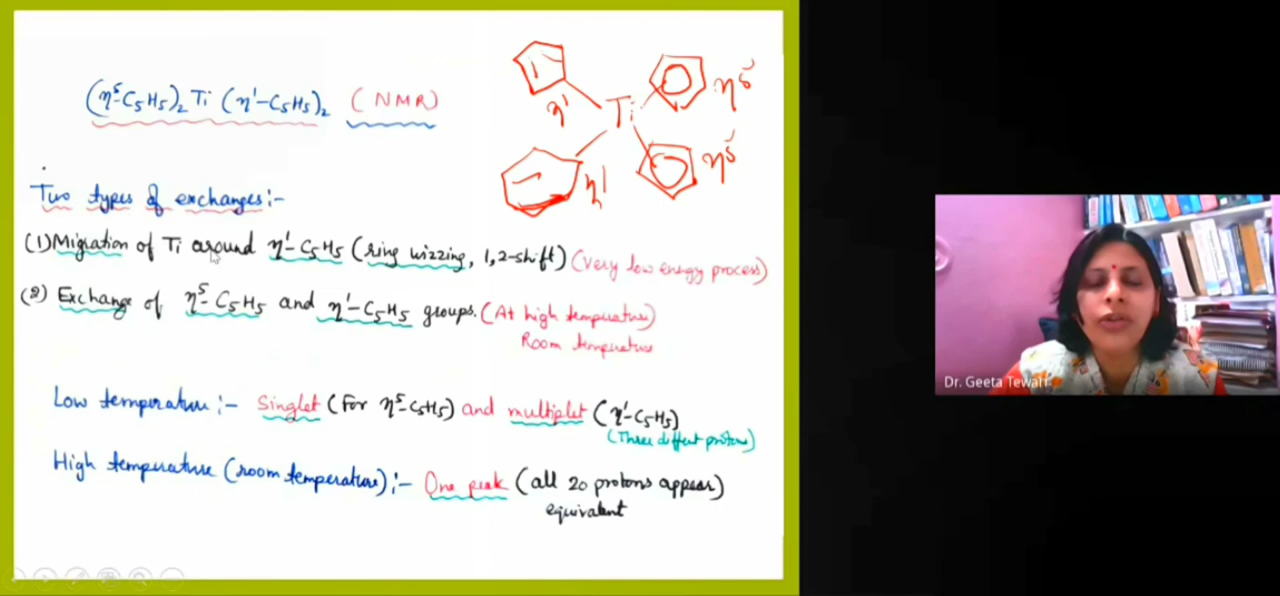 (η⁵-C₅H₅)₂ Ti (η¹-C₅H₅)₂ (NMR)
η¹ Ti η⁵
η¹ η⁵
Two types of exchanges:-
(1) Migration of Ti around η¹-C₅H₅ (ring wizzing, 1,2-shift) (Very low energy process)
(2) Exchange of η⁵-C₅H₅ and η¹-C₅H₅ groups. (At high temperature)
Room temperature
Low temperature:- Singlet (For η⁵-C₅H₅) and multiplet (η¹-C₅H₅)
(Three diffent protons)
High temperature (room temperature):- One peak (all 20 protons appear)
equivalent
Dr. Geeta Tewari